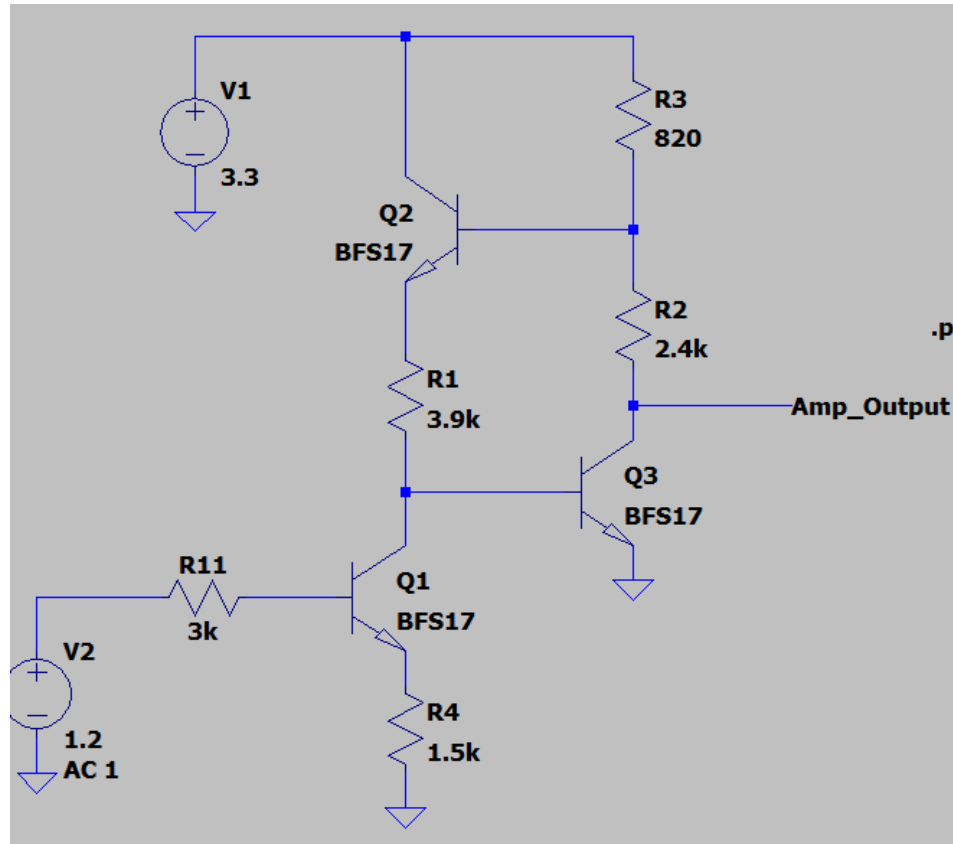 V1
3.3
R3
820
Q2
BFS17
R2
2.4k
.p
R1
3.9k
Amp_Output
Q3
BFS17
R11
3k
Q1
BFS17
V2
1.2
AC 1
R4
1.5k